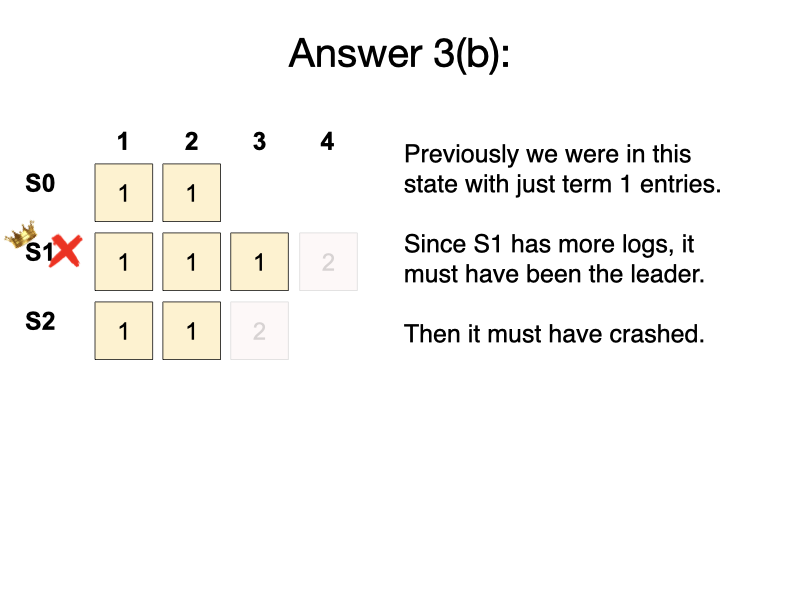 Answer 3(b):
1 2 3 4
S0 1 1
S1 1 1 1 2
S2 1 1 2
Previously we were in this
state with just term 1 entries.
Since S1 has more logs, it
must have been the leader.
Then it must have crashed.